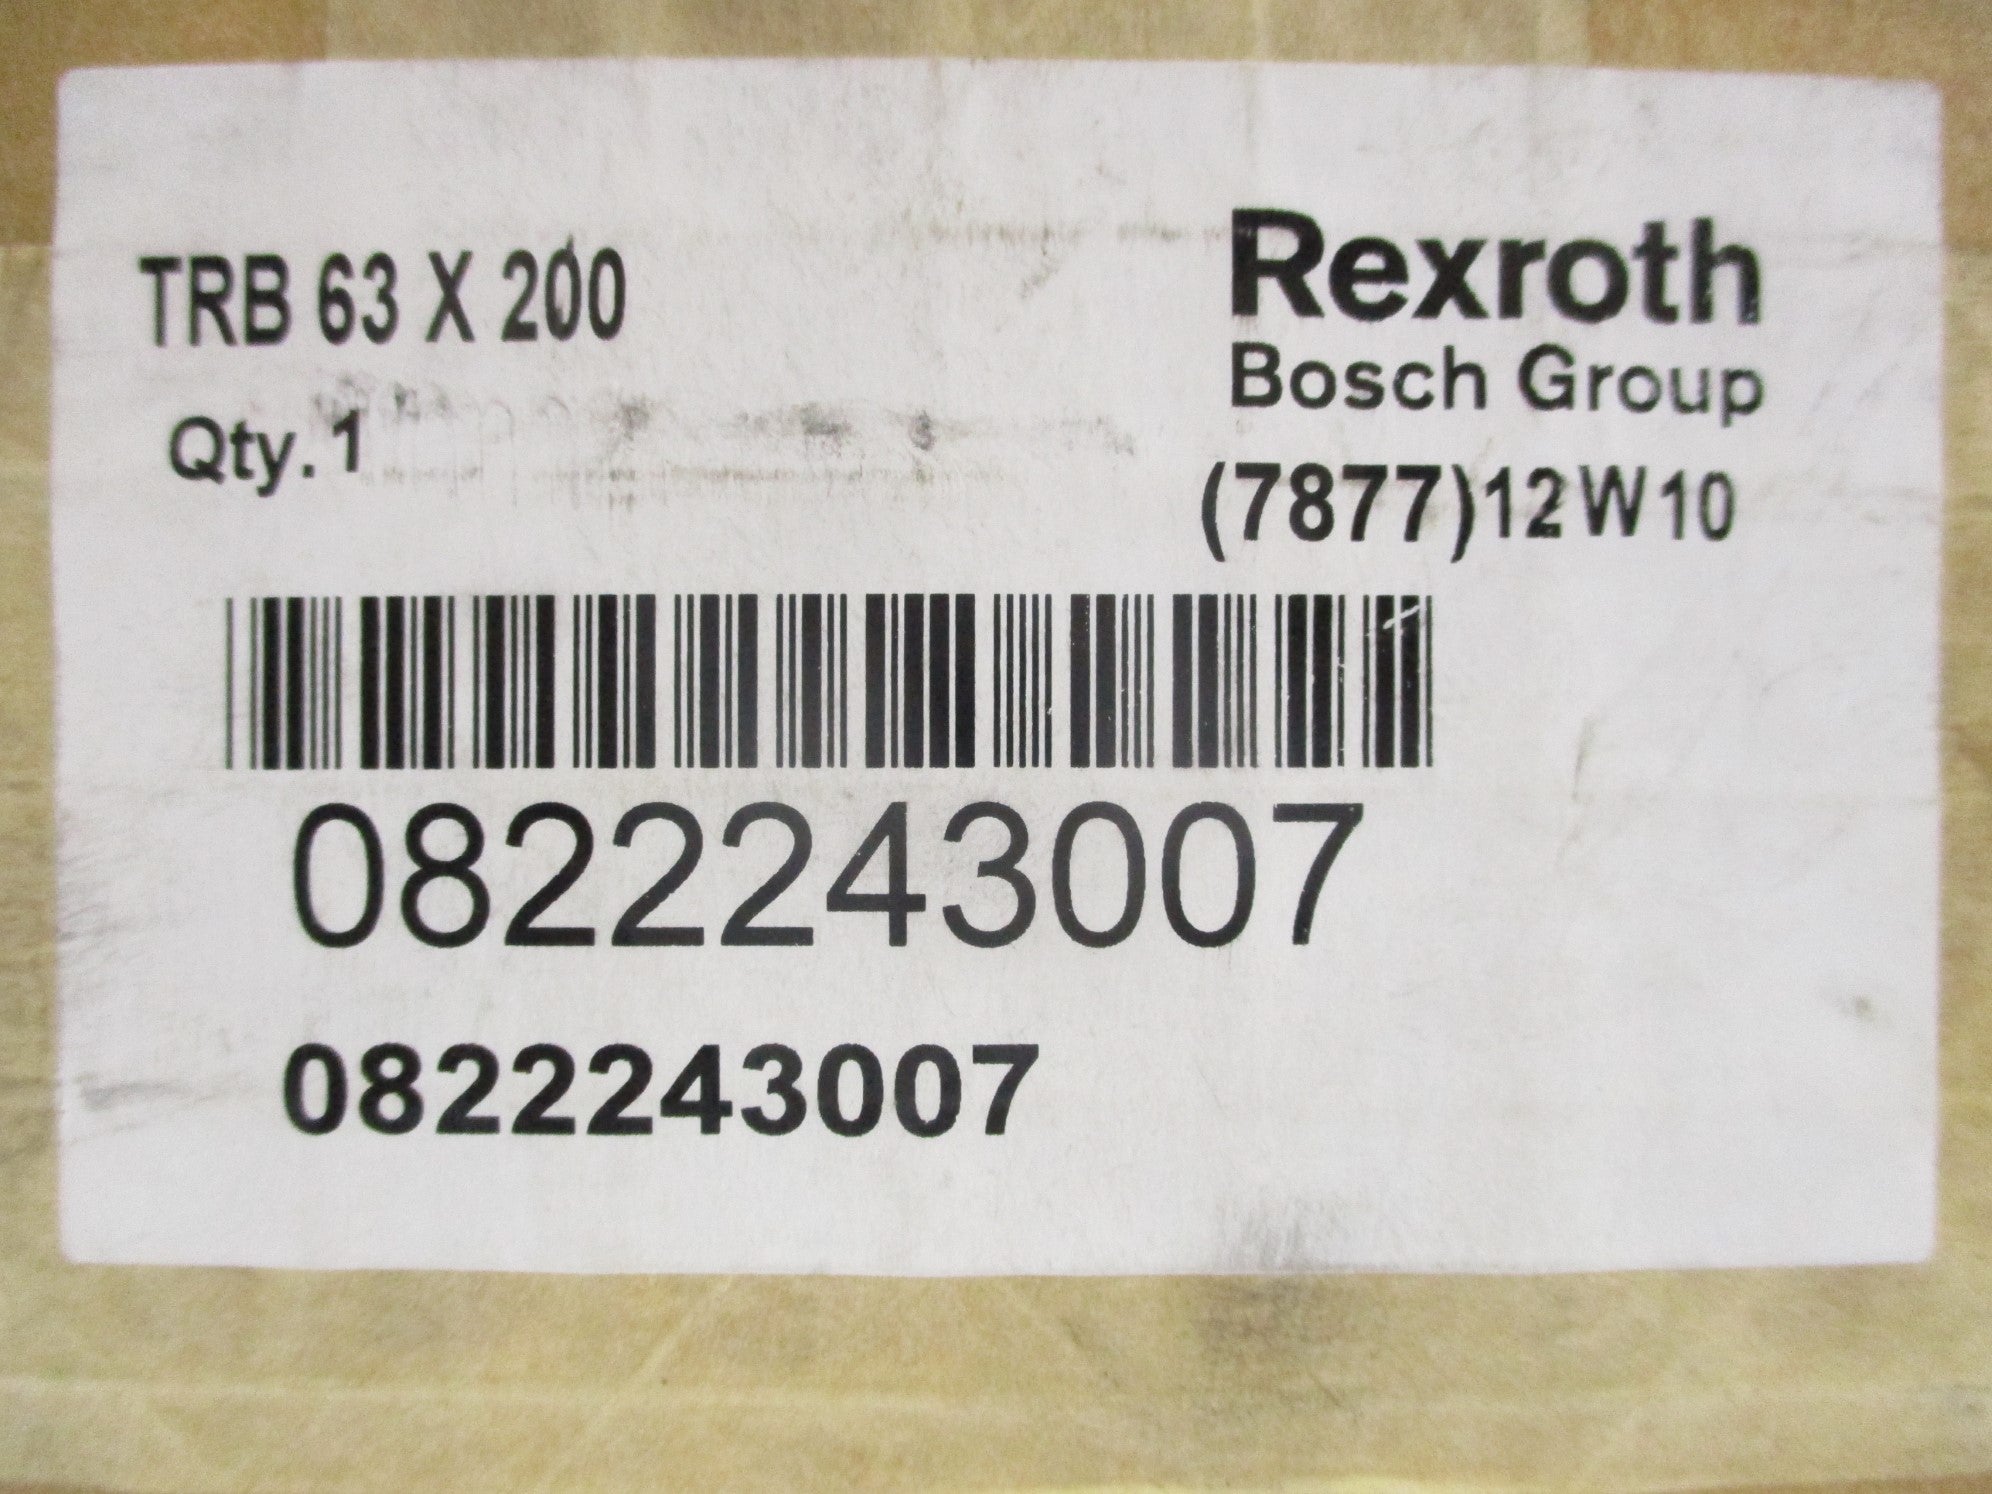 TRB 63 X 200
Qty. 1
Rexroth
Bosch Group
(7877)12W10
0822243007
0822243007